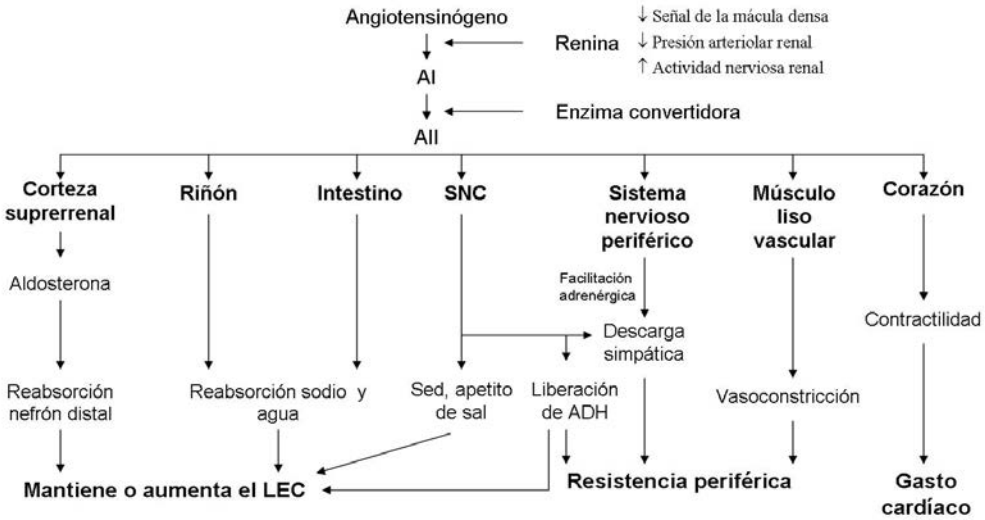 Angiotensinógeno
↓ Señal de la mácula densa
Renina
↓ Presión arteriolar renal
↑ Actividad nerviosa renal
AI
Enzima convertidora
AII
Corteza
suprerrenal
Riñón
Intestino
SNC
Sistema
nervioso
periférico
Músculo
liso
vascular
Corazón
Aldosterona
Facilitación
adrenérgica
Descarga
simpática
Contractilidad
Reabsorción
nefrón distal
Reabsorción sodio y
agua
Sed, apetito
de sal
Liberación
de ADH
Vasoconstricción
Mantiene o aumenta el LEC
Resistencia periférica
Gasto
cardíaco